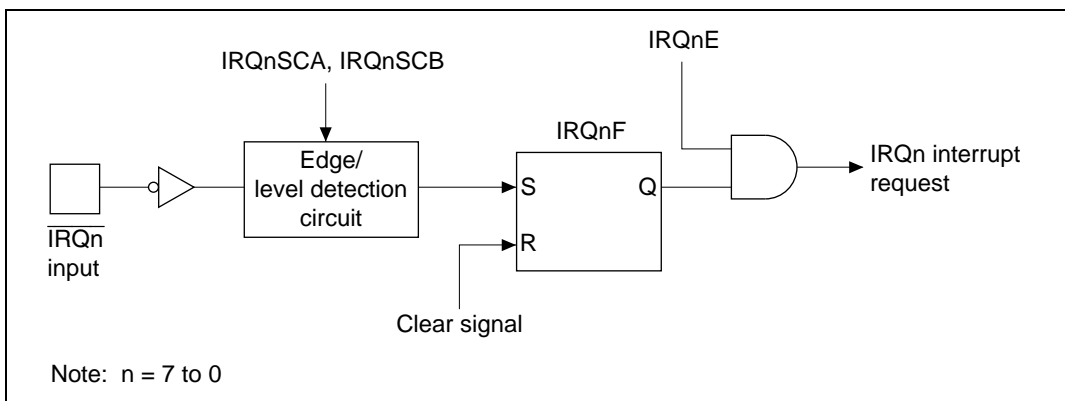 IRQnE
IRQnSCA, IRQnSCB
IRQnF
Edge/
level detection
circuit
IRQn interrupt
request
S
Q
R
IRQn
input
Clear signal
Note: n = 7 to 0